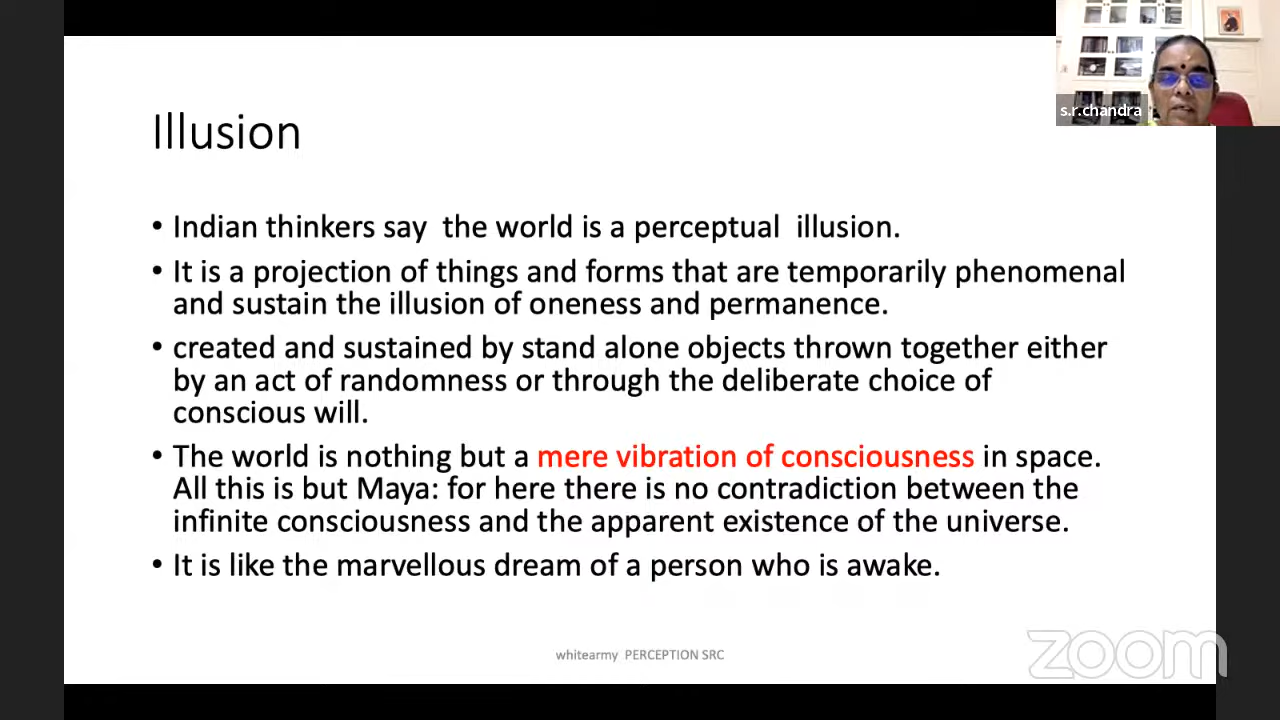 s.r.chandra
Illusion
• Indian thinkers say the world is a perceptual illusion.
• It is a projection of things and forms that are temporarily phenomenal
and sustain the illusion of oneness and permanence.
• created and sustained by stand alone objects thrown together either
by an act of randomness or through the deliberate choice of
conscious will.
• The world is nothing but a mere vibration of consciousness in space.
All this is but Maya: for here there is no contradiction between the
infinite consciousness and the apparent existence of the universe.
• It is like the marvellous dream of a person who is awake.
whitearmy PERCEPTION SRC
zoom